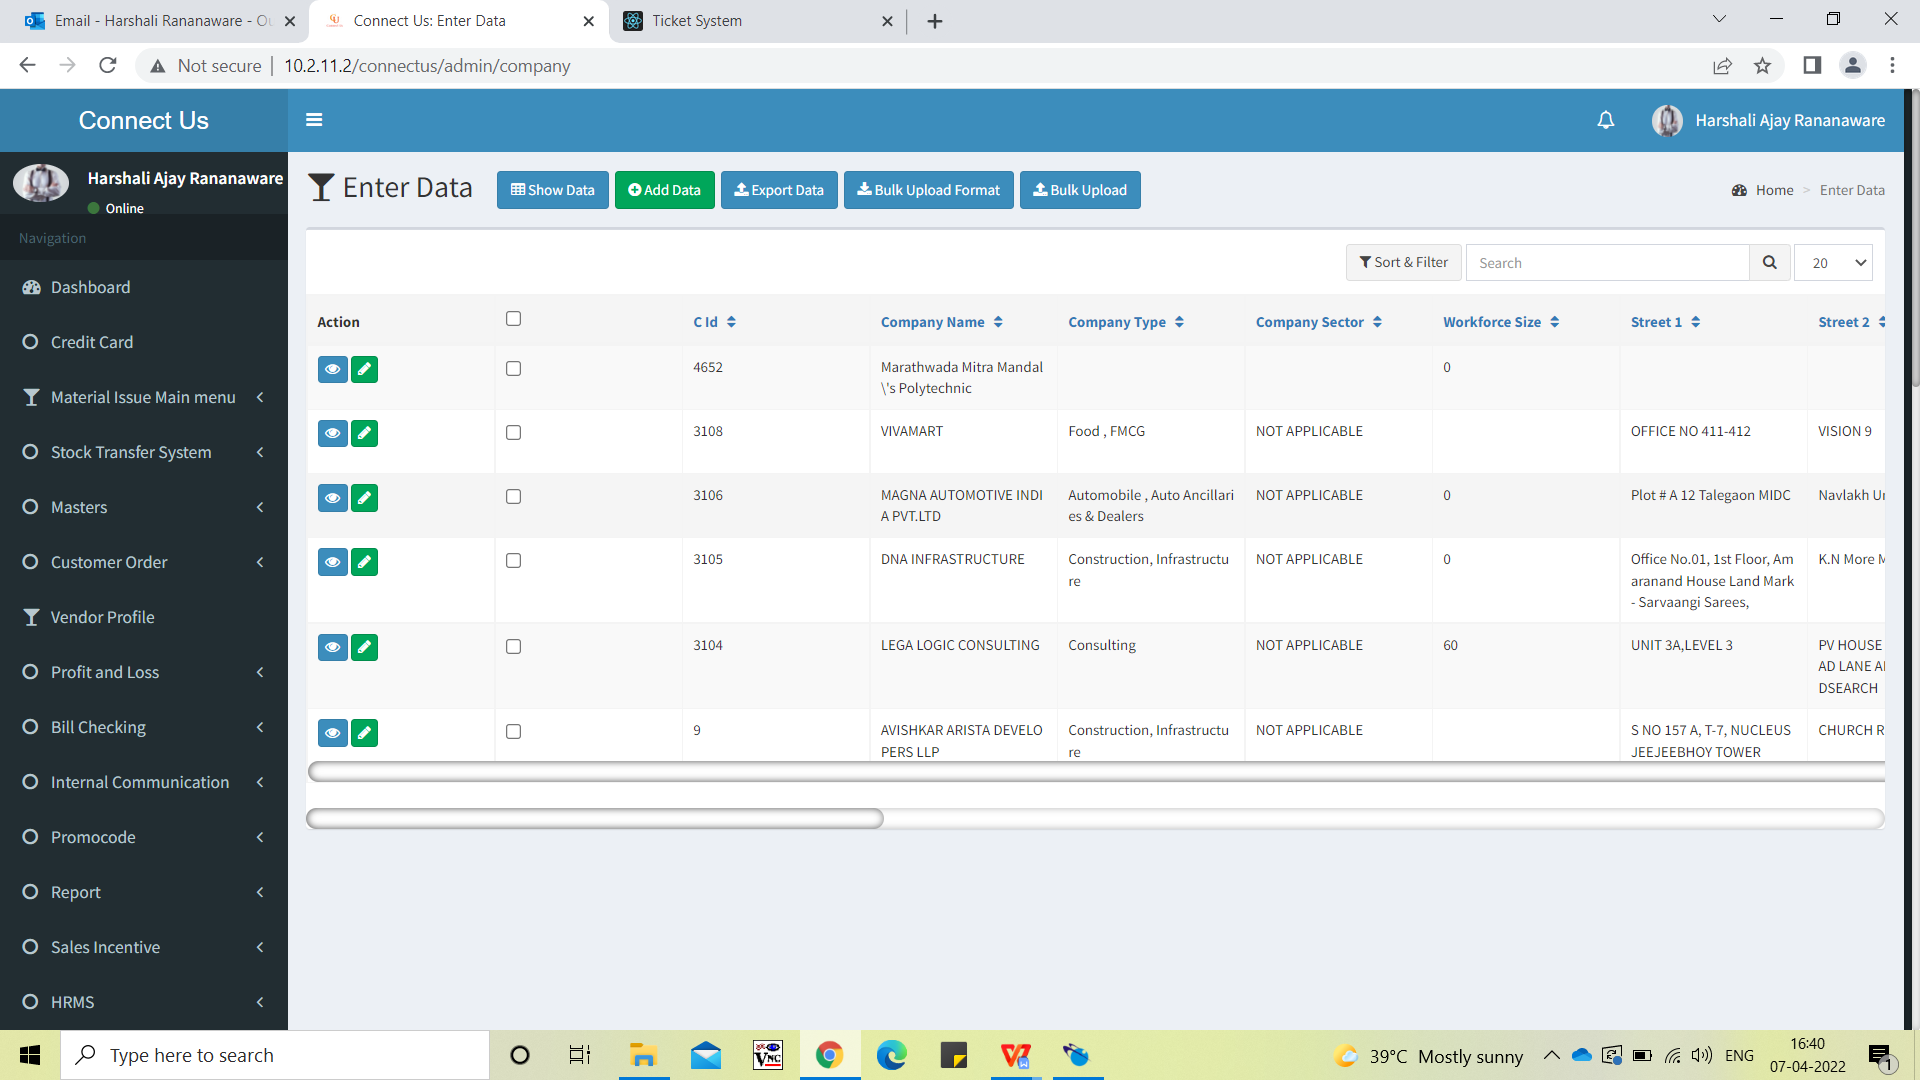 Email - Harshali Rananaware - Ou
Connect Us: Enter Data
Ticket System
Not secure
10.2.11.2/connectus/admin/company
Connect Us
Harshali Ajay Rananaware
Harshali Ajay Rananaware
Online
Navigation
Dashboard
Credit Card
Material Issue Main menu
Stock Transfer System
Masters
Customer Order
Vendor Profile
Profit and Loss
Bill Checking
Internal Communication
Promocode
Report
Sales Incentive
HRMS
Enter Data
Show Data
Add Data
Export Data
Bulk Upload Format
Bulk Upload
Home > Enter Data
Sort & Filter
Search
20
Action C Id Company Name Company Type Company Sector Workforce Size Street 1 Street 2
4652 Marathwada Mitra Mandal 0
\'s Polytechnic
3108 VIVAMART Food , FMCG NOT APPLICABLE OFFICE NO 411-412 VISION 9
3106 MAGNA AUTOMOTIVE INDI Automobile , Auto Ancillari NOT APPLICABLE 0 Plot # A 12 Talegaon MIDC Navlakh Ur
A PVT.LTD es & Dealers
3105 DNA INFRASTRUCTURE Construction, Infrastructu NOT APPLICABLE 0 Office No.01, 1st Floor, Am K.N More M
re aranand House Land Mark
- Sarvaangi Sarees,
3104 LEGA LOGIC CONSULTING Consulting NOT APPLICABLE 60 UNIT 3A,LEVEL 3 PV HOUSE
AD LANE
DSEARCH
9 AVISHKAR ARISTA DEVELO Construction, Infrastructu NOT APPLICABLE S NO 157 A, T-7, NUCLEUS CHURCH R
PERS LLP re JEEJEEBHOY TOWER
Type here to search
VNC
39°C Mostly sunny
ENG
16:40
07-04-2022
1